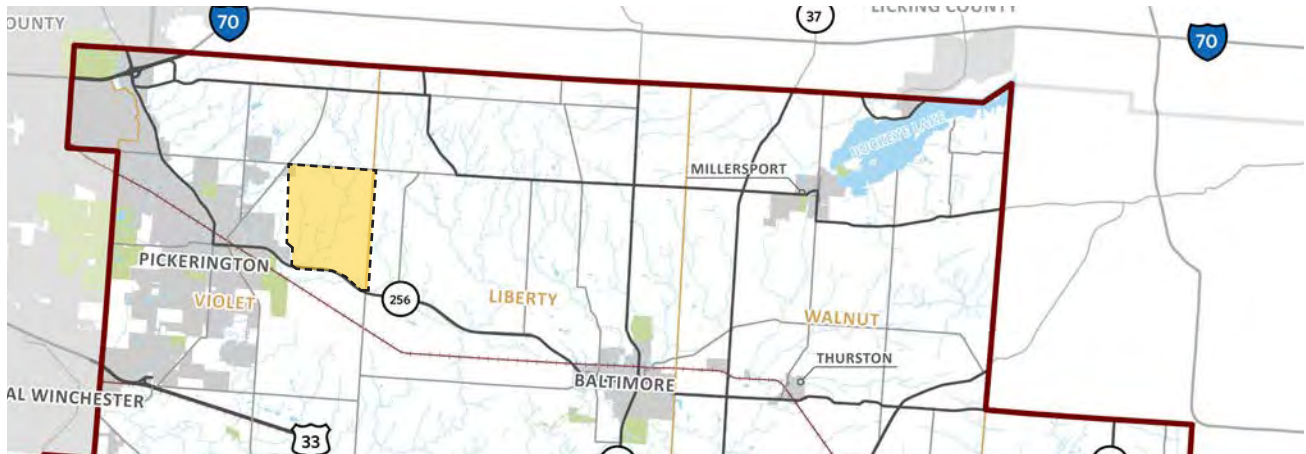 OUNTY
70
37
LICKING COUNTY
70
BUCKEYE LAKE
MILLERSPORT
PICKERINGTON
VIOLET
256
LIBERTY
WALNUT
THURSTON
BALTIMORE
AL WINCHESTER
33